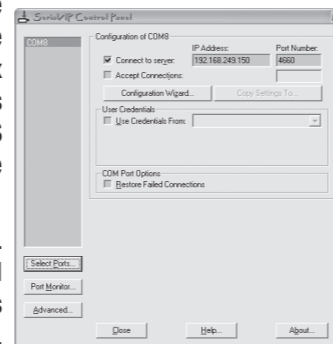 Serial/IP Control Panel
COM8
Configuration of COM8
IP Address:
Port Number:
Connect to server:
192.168.249.150
4660
Accept Connections:
Configuration Wizard...
Copy Settings To...
User Credentials
Use Credentials From:
COM Port Options
Restore Failed Connections
Select Ports...
Port Monitor...
Advanced...
Close
Help...
About...